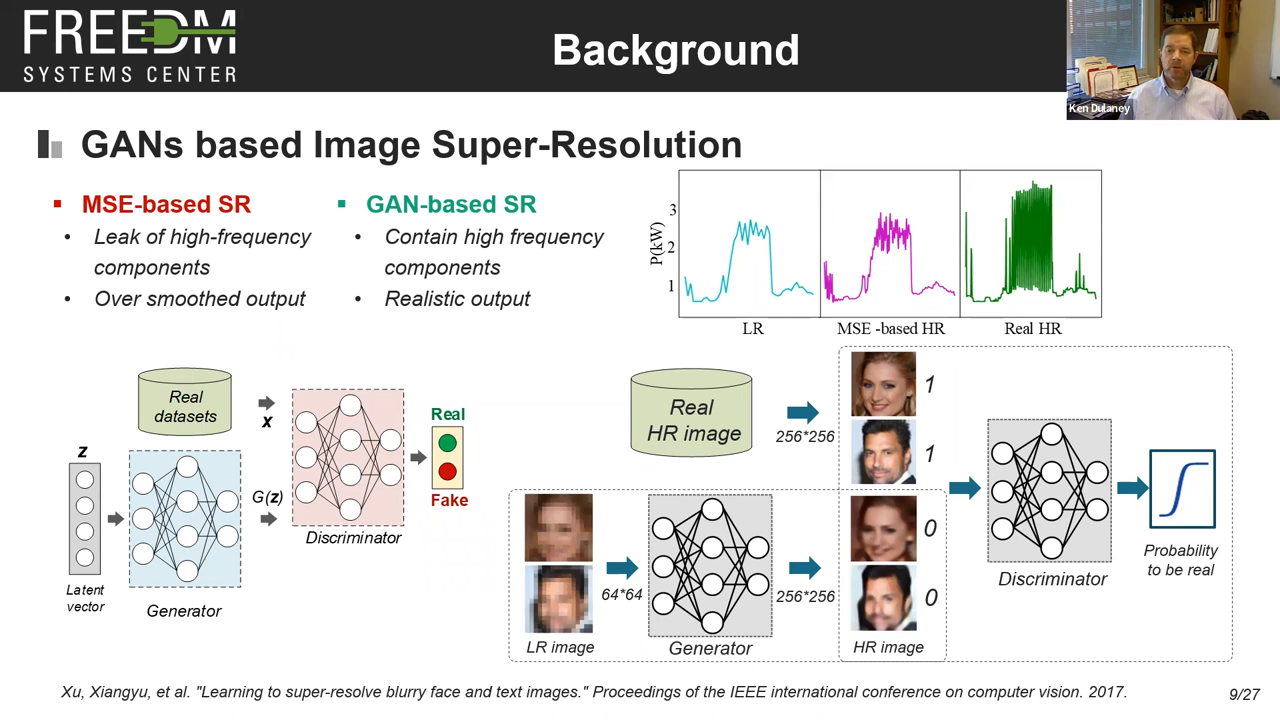 FREEDM
SYSTEMS CENTER
Background
Ken Dulaney
GANs based Image Super-Resolution
MSE-based SR
• Leak of high-frequency
components
• Over smoothed output
GAN-based SR
• Contain high frequency
components
• Realistic output
P(kW)
3
2
1
LR
MSE -based HR
Real HR
Real
datasets
x
z
G(z)
Real
Fake
Discriminator
Latent
vector
Generator
Real
HR image
256*256
1
1
LR image
64*64
Generator
256*256
0
0
HR image
Discriminator
Probability
to be real
Xu, Xiangyu, et al. "Learning to super-resolve blurry face and text images." Proceedings of the IEEE international conference on computer vision. 2017.
9/27